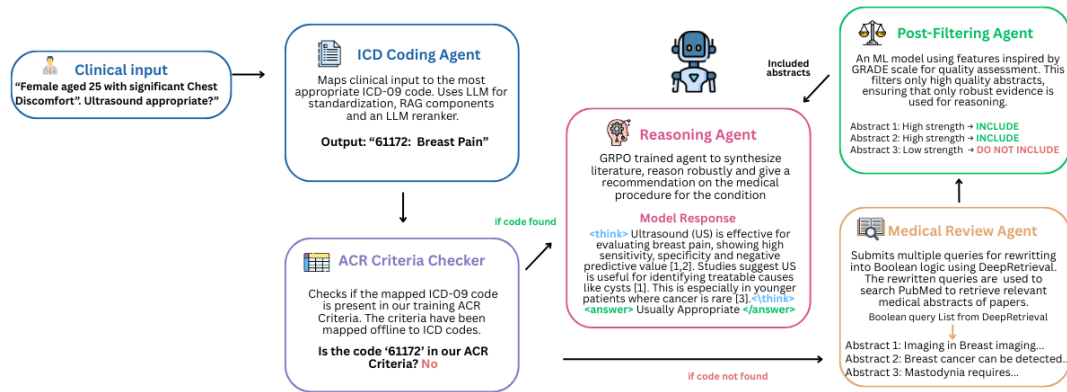 Clinical input
“Female aged 25 with significant Chest
Discomfort”. Ultrasound appropriate?”
ICD Coding Agent
Maps clinical input to the most
appropriate ICD-09 code. Uses LLM for
standardization, RAG components
and an LLM reranker.
Output: “61172: Breast Pain”
ACR Criteria Checker
Checks if the mapped ICD-09 code
is present in our training ACR
Criteria. The criteria have been
mapped offline to ICD codes.
Is the code ‘61172’ in our ACR
Criteria? No
if code found
if code not found
Reasoning Agent
GRPO trained agent to synthesize
literature, reason robustly and give a
recommendation on the medical
procedure for the condition
Model Response
<think> Ultrasound (US) is effective for
evaluating breast pain, showing high
sensitivity, specificity and negative
predictive value [1,2]. Studies suggest US
is useful for identifying treatable causes
like cysts [1]. This is especially in younger
patients where cancer is rare [3].<\think>
<answer> Usually Appropriate </answer>
Included
abstracts
Post-Filtering Agent
An ML model using features inspired by
GRADE scale for quality assessment. This
filters only high quality abstracts,
ensuring that only robust evidence is
used for reasoning.
Abstract 1: High strength → INCLUDE
Abstract 2: High strength → INCLUDE
Abstract 3: Low strength → DO NOT INCLUDE
Medical Review Agent
Submits multiple queries for rewritting
into Boolean logic using DeepRetrieval.
The rewritten queries are used to
search PubMed to retrieve relevant
medical abstracts of papers.
Boolean query List from DeepRetrieval
Abstract 1: Imaging in Breast imaging...
Abstract 2: Breast cancer can be detected...
Abstract 3: Mastodynia requires...